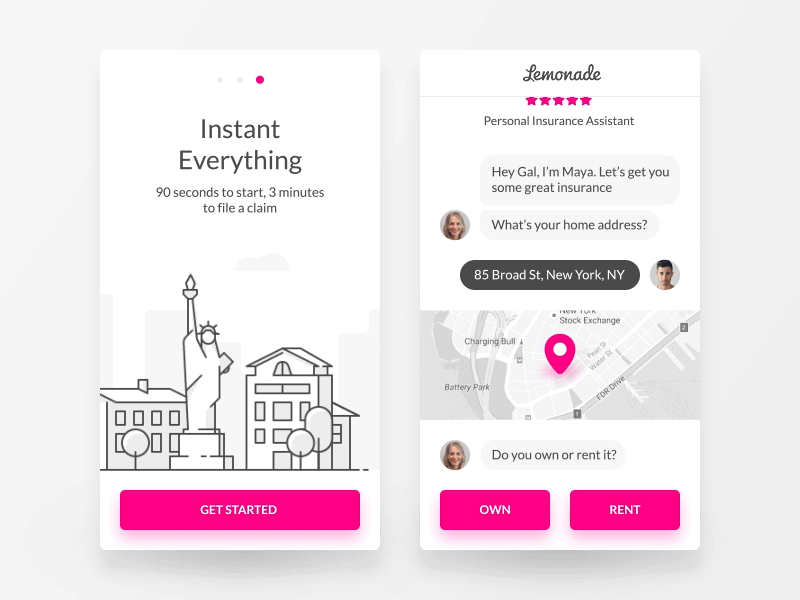 Instant
Everything
90 seconds to start, 3 minutes
to file a claim
GET STARTED
Lemonade
Personal Insurance Assistant
Hey Gal, I'm Maya. Let's get you
some great insurance
What's your home address?
85 Broad St, New York, NY
New York
Stock Exchange
Charging Bull
Pearl St
Water St
Battery Park
FDR Drive
2
1
Do you own or rent it?
OWN
RENT